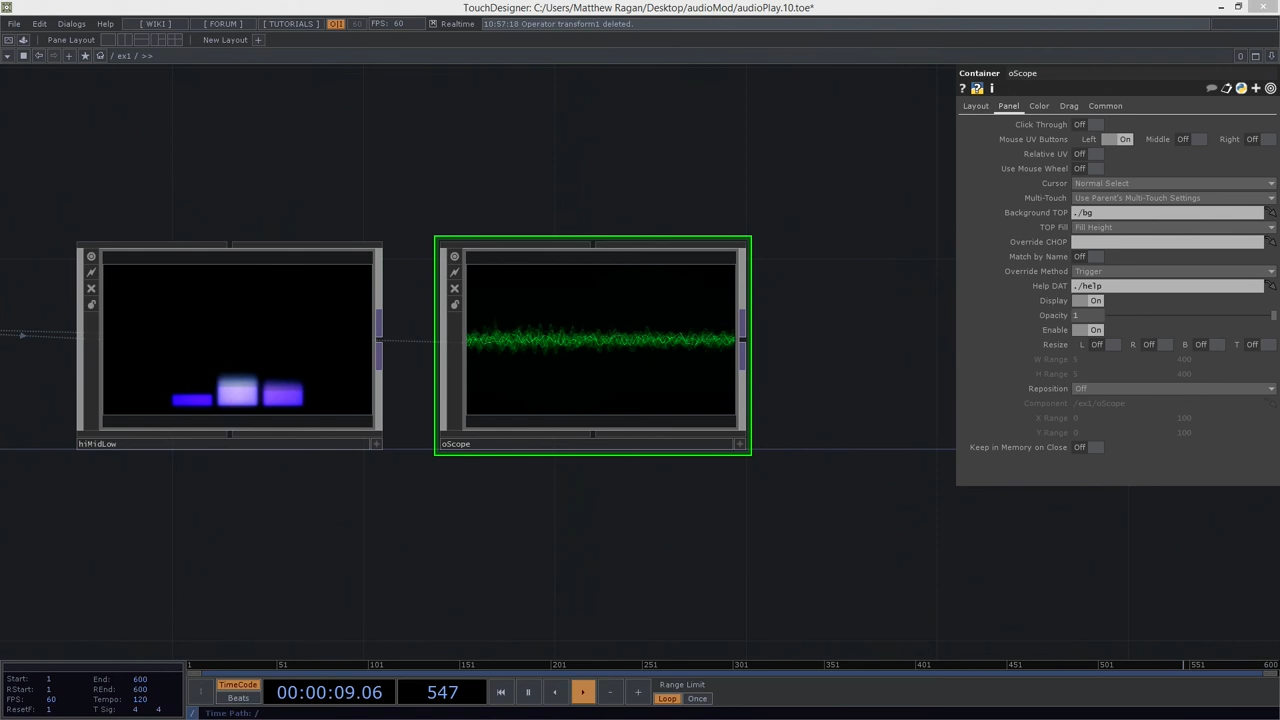 TouchDesigner: C:/Users/Matthew Ragan/Desktop/audioMod/audioPlay.10.toe*
File Edit Dialogs [ WIKI ] [ FORUM ] [ TUTORIALS ] O|I 60 FPS: 60 Realtime 10:57:18 Operator transform1 deleted.
Pane Layout New Layout +
/ ex1 / >>
Container oScope
Layout Panel Color Drag Common
Click Through Off
Mouse UV Buttons Left On Middle Off Right Off
Relative UV Off
Use Mouse Wheel Off
Cursor Normal Select
Multi-Touch Use Parent's Multi-Touch Settings
Background TOP ./bg
TOP Fill Fill Height
Override CHOP
Match by Name Off
Override Method Trigger
Help DAT ./help
Display On
Opacity 1
Enable On
Resize L Off R Off B Off T Off
W Range 5 400
H Range 5 400
Reposition Off
Component /ex1/oScope
X Range 0 100
Y Range 0 100
Keep in Memory on Close Off
hiMidLow
oScope
1 51 101 151 201 251 301 351 401 451 501 551 600
Start: 1 End: 600
RStart: 1 REnd: 600
FPS: 60 Tempo: 120
ResetF: 1 T Sig: 4 4
TimeCode
Beats
00:00:09.06
547
Range Limit
Loop Once
/ Time Path: /